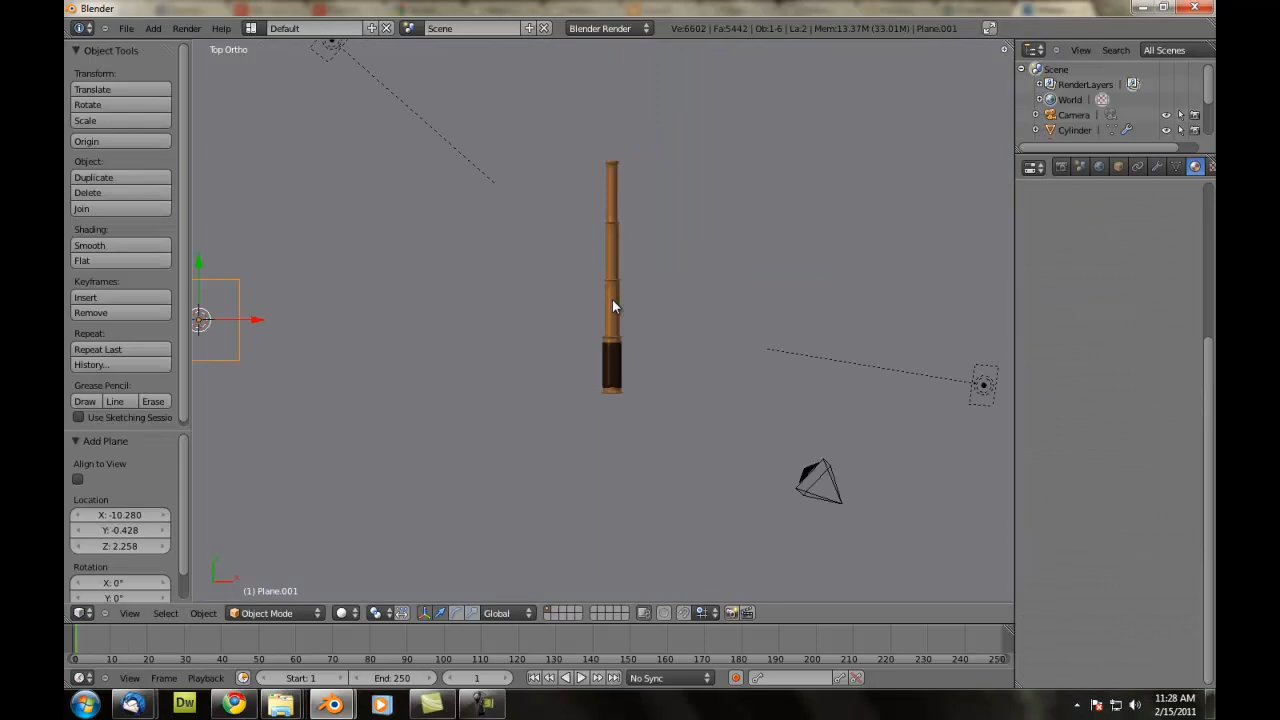 Blender
File Add Render Help Default Scene Blender Render Ve:6602 | Fa:5442 | Ob:1-6 | La:2 | Mem:13.37M (33.01M) | Plane.001 View Search All Scenes
Object Tools
Top Ortho
Scene
Transform:
Translate
Rotate
Scale
Origin
RenderLayers
World
Camera
Cylinder
Object:
Duplicate
Delete
Join
Shading:
Smooth
Flat
Keyframes:
Insert
Remove
Repeat:
Repeat Last
History...
Grease Pencil:
Draw Line Erase
Use Sketching Sessio
Add Plane
Align to View
Location
X: -10.280
Y: -0.428
Z: 2.258
Rotation
X: 0°
Y: 0°
(1) Plane.001
View Select Object Object Mode Global
0 10 20 30 40 50 60 70 80 90 100 110 120 130 140 150 160 170 180 190 200 210 220 230 240 250
View Frame Playback Start: 1 End: 250 1 No Sync
Dw
11:28 AM
2/15/2011